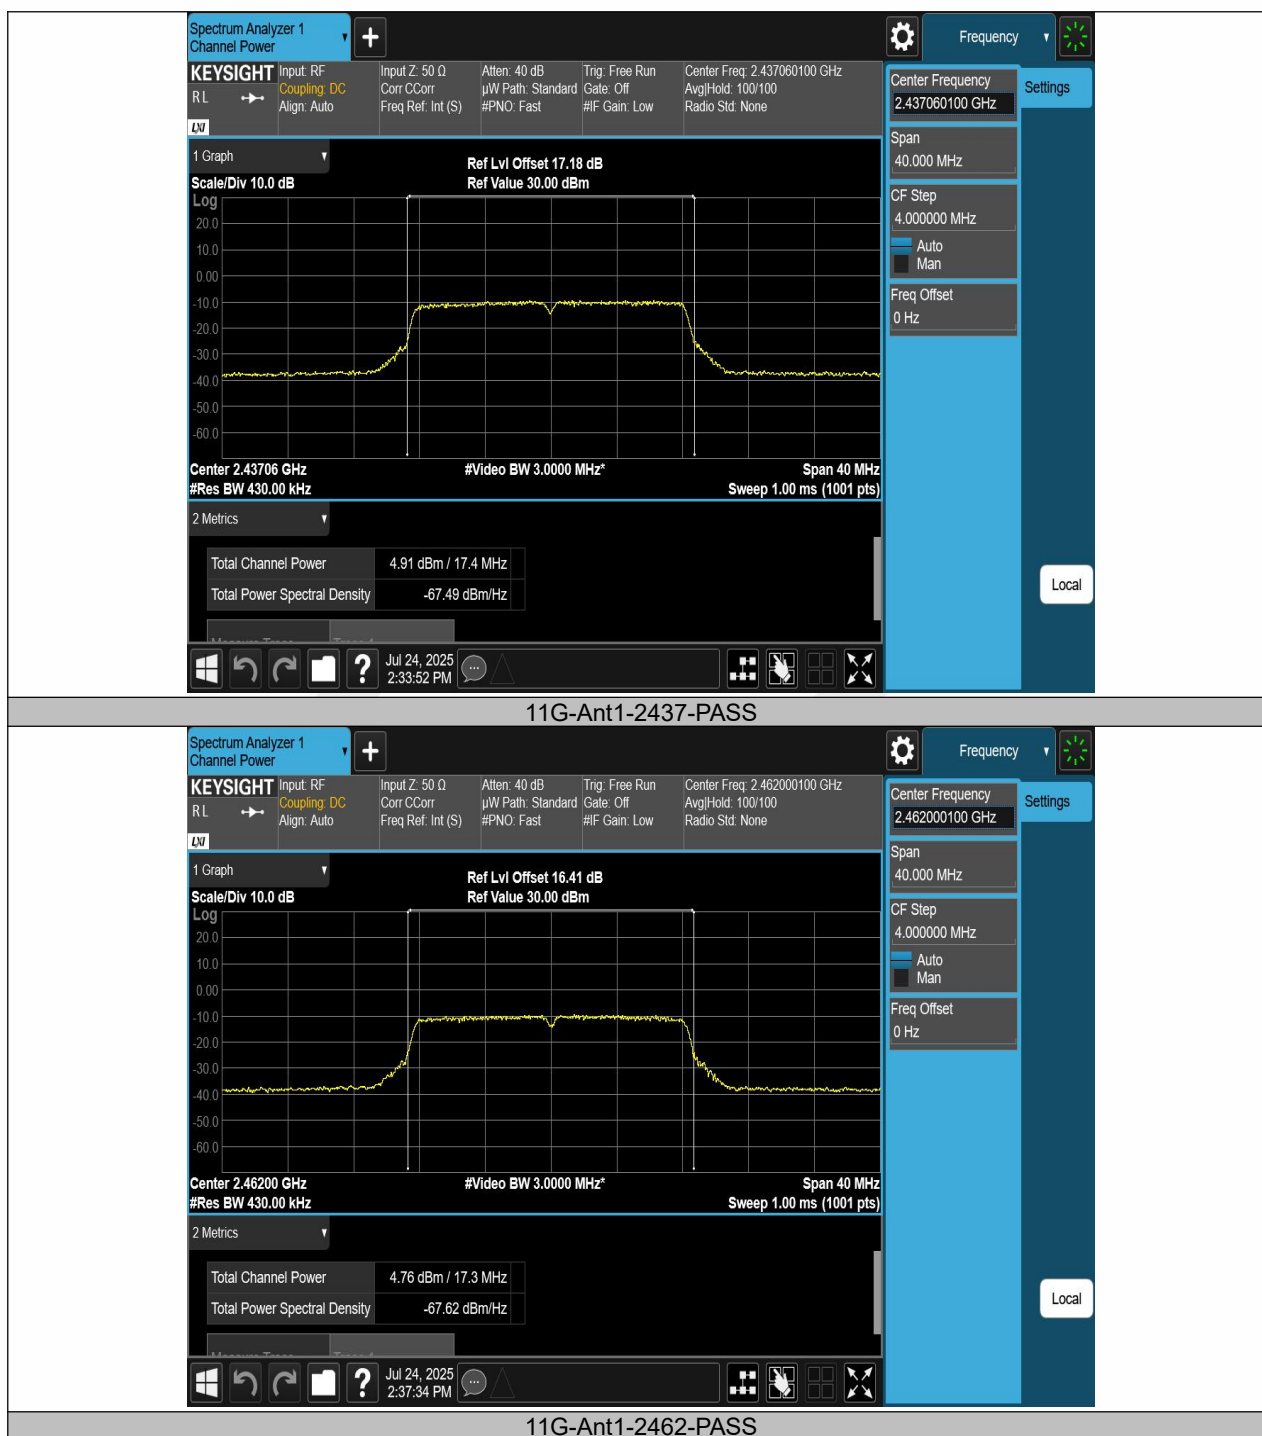 Spectrum Analyzer 1
Channel Power
+
Frequency
KEYSIGHT
R L
LXI
Input: RF
Coupling: DC
Align: Auto
Input Z: 50 Ω
Corr CCorr
Freq Ref: Int (S)
Atten: 40 dB
µW Path: Standard
#PNO: Fast
Trig: Free Run
Gate: Off
#IF Gain: Low
Center Freq: 2.437060100 GHz
Avg|Hold: 100/100
Radio Std: None
Center Frequency
2.437060100 GHz
Settings
Span
40.000 MHz
CF Step
4.000000 MHz
Auto
Man
Freq Offset
0 Hz
Local
1 Graph
Scale/Div 10.0 dB
Ref Lvl Offset 17.18 dB
Ref Value 30.00 dBm
Log
20.0
10.0
0.00
-10.0
-20.0
-30.0
-40.0
-50.0
-60.0
Center 2.43706 GHz
#Video BW 3.0000 MHz*
Span 40 MHz
#Res BW 430.00 kHz
Sweep 1.00 ms (1001 pts)
2 Metrics
Total Channel Power 4.91 dBm / 17.4 MHz
Total Power Spectral Density -67.49 dBm/Hz
?
Jul 24, 2025
2:33:52 PM
11G-Ant1-2437-PASS
Spectrum Analyzer 1
Channel Power
+
Frequency
KEYSIGHT
R L
LXI
Input: RF
Coupling: DC
Align: Auto
Input Z: 50 Ω
Corr CCorr
Freq Ref: Int (S)
Atten: 40 dB
µW Path: Standard
#PNO: Fast
Trig: Free Run
Gate: Off
#IF Gain: Low
Center Freq: 2.462000100 GHz
Avg|Hold: 100/100
Radio Std: None
Center Frequency
2.462000100 GHz
Settings
Span
40.000 MHz
CF Step
4.000000 MHz
Auto
Man
Freq Offset
0 Hz
Local
1 Graph
Scale/Div 10.0 dB
Ref Lvl Offset 16.41 dB
Ref Value 30.00 dBm
Log
20.0
10.0
0.00
-10.0
-20.0
-30.0
-40.0
-50.0
-60.0
Center 2.46200 GHz
#Video BW 3.0000 MHz*
Span 40 MHz
#Res BW 430.00 kHz
Sweep 1.00 ms (1001 pts)
2 Metrics
Total Channel Power 4.76 dBm / 17.3 MHz
Total Power Spectral Density -67.62 dBm/Hz
?
Jul 24, 2025
2:37:34 PM
11G-Ant1-2462-PASS